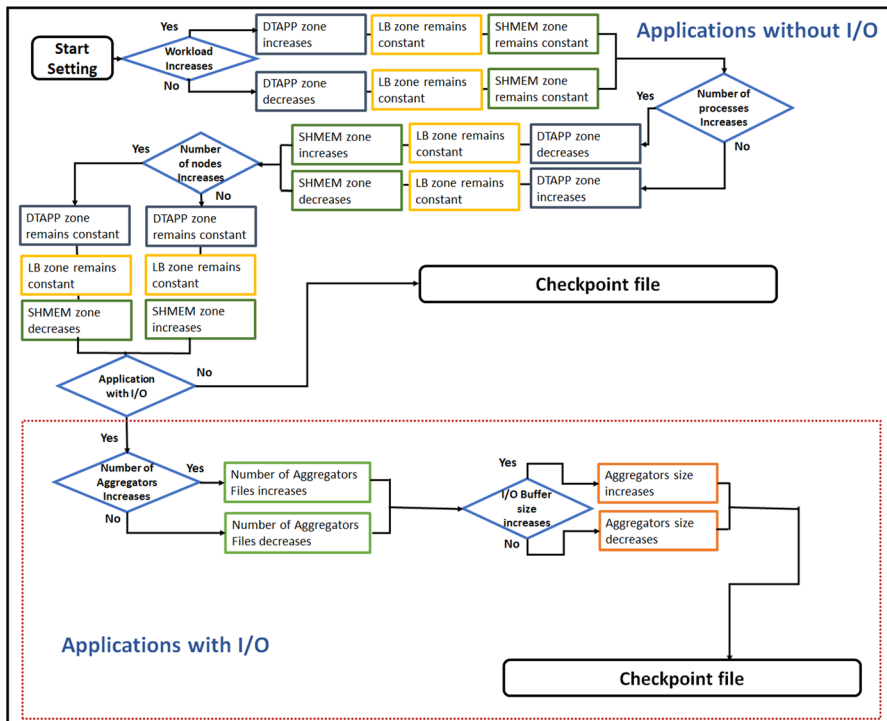 Applications without I/O
Start
Setting
Yes
Workload
Increases
No
DTAPP zone
increases
LB zone remains
constant
SHMEM zone
remains constant
DTAPP zone
decreases
LB zone remains
constant
SHMEM zone
remains constant
Number of
processes
Increases
Yes
No
SHMEM zone
increases
LB zone remains
constant
DTAPP zone
decreases
SHMEM zone
decreases
LB zone remains
constant
DTAPP zone
increases
Number
of nodes
Increases
Yes
No
DTAPP zone
remains constant
DTAPP zone
remains constant
LB zone remains
constant
LB zone remains
constant
SHMEM zone
decreases
SHMEM zone
increases
Checkpoint file
Application
with I/O
No
Yes
Number of
Aggregators
Increases
Yes
No
Number of Aggregators
Files increases
Number of Aggregators
Files decreases
I/O Buffer
size
increases
Yes
No
Aggregators size
increases
Aggregators size
decreases
Applications with I/O
Checkpoint file